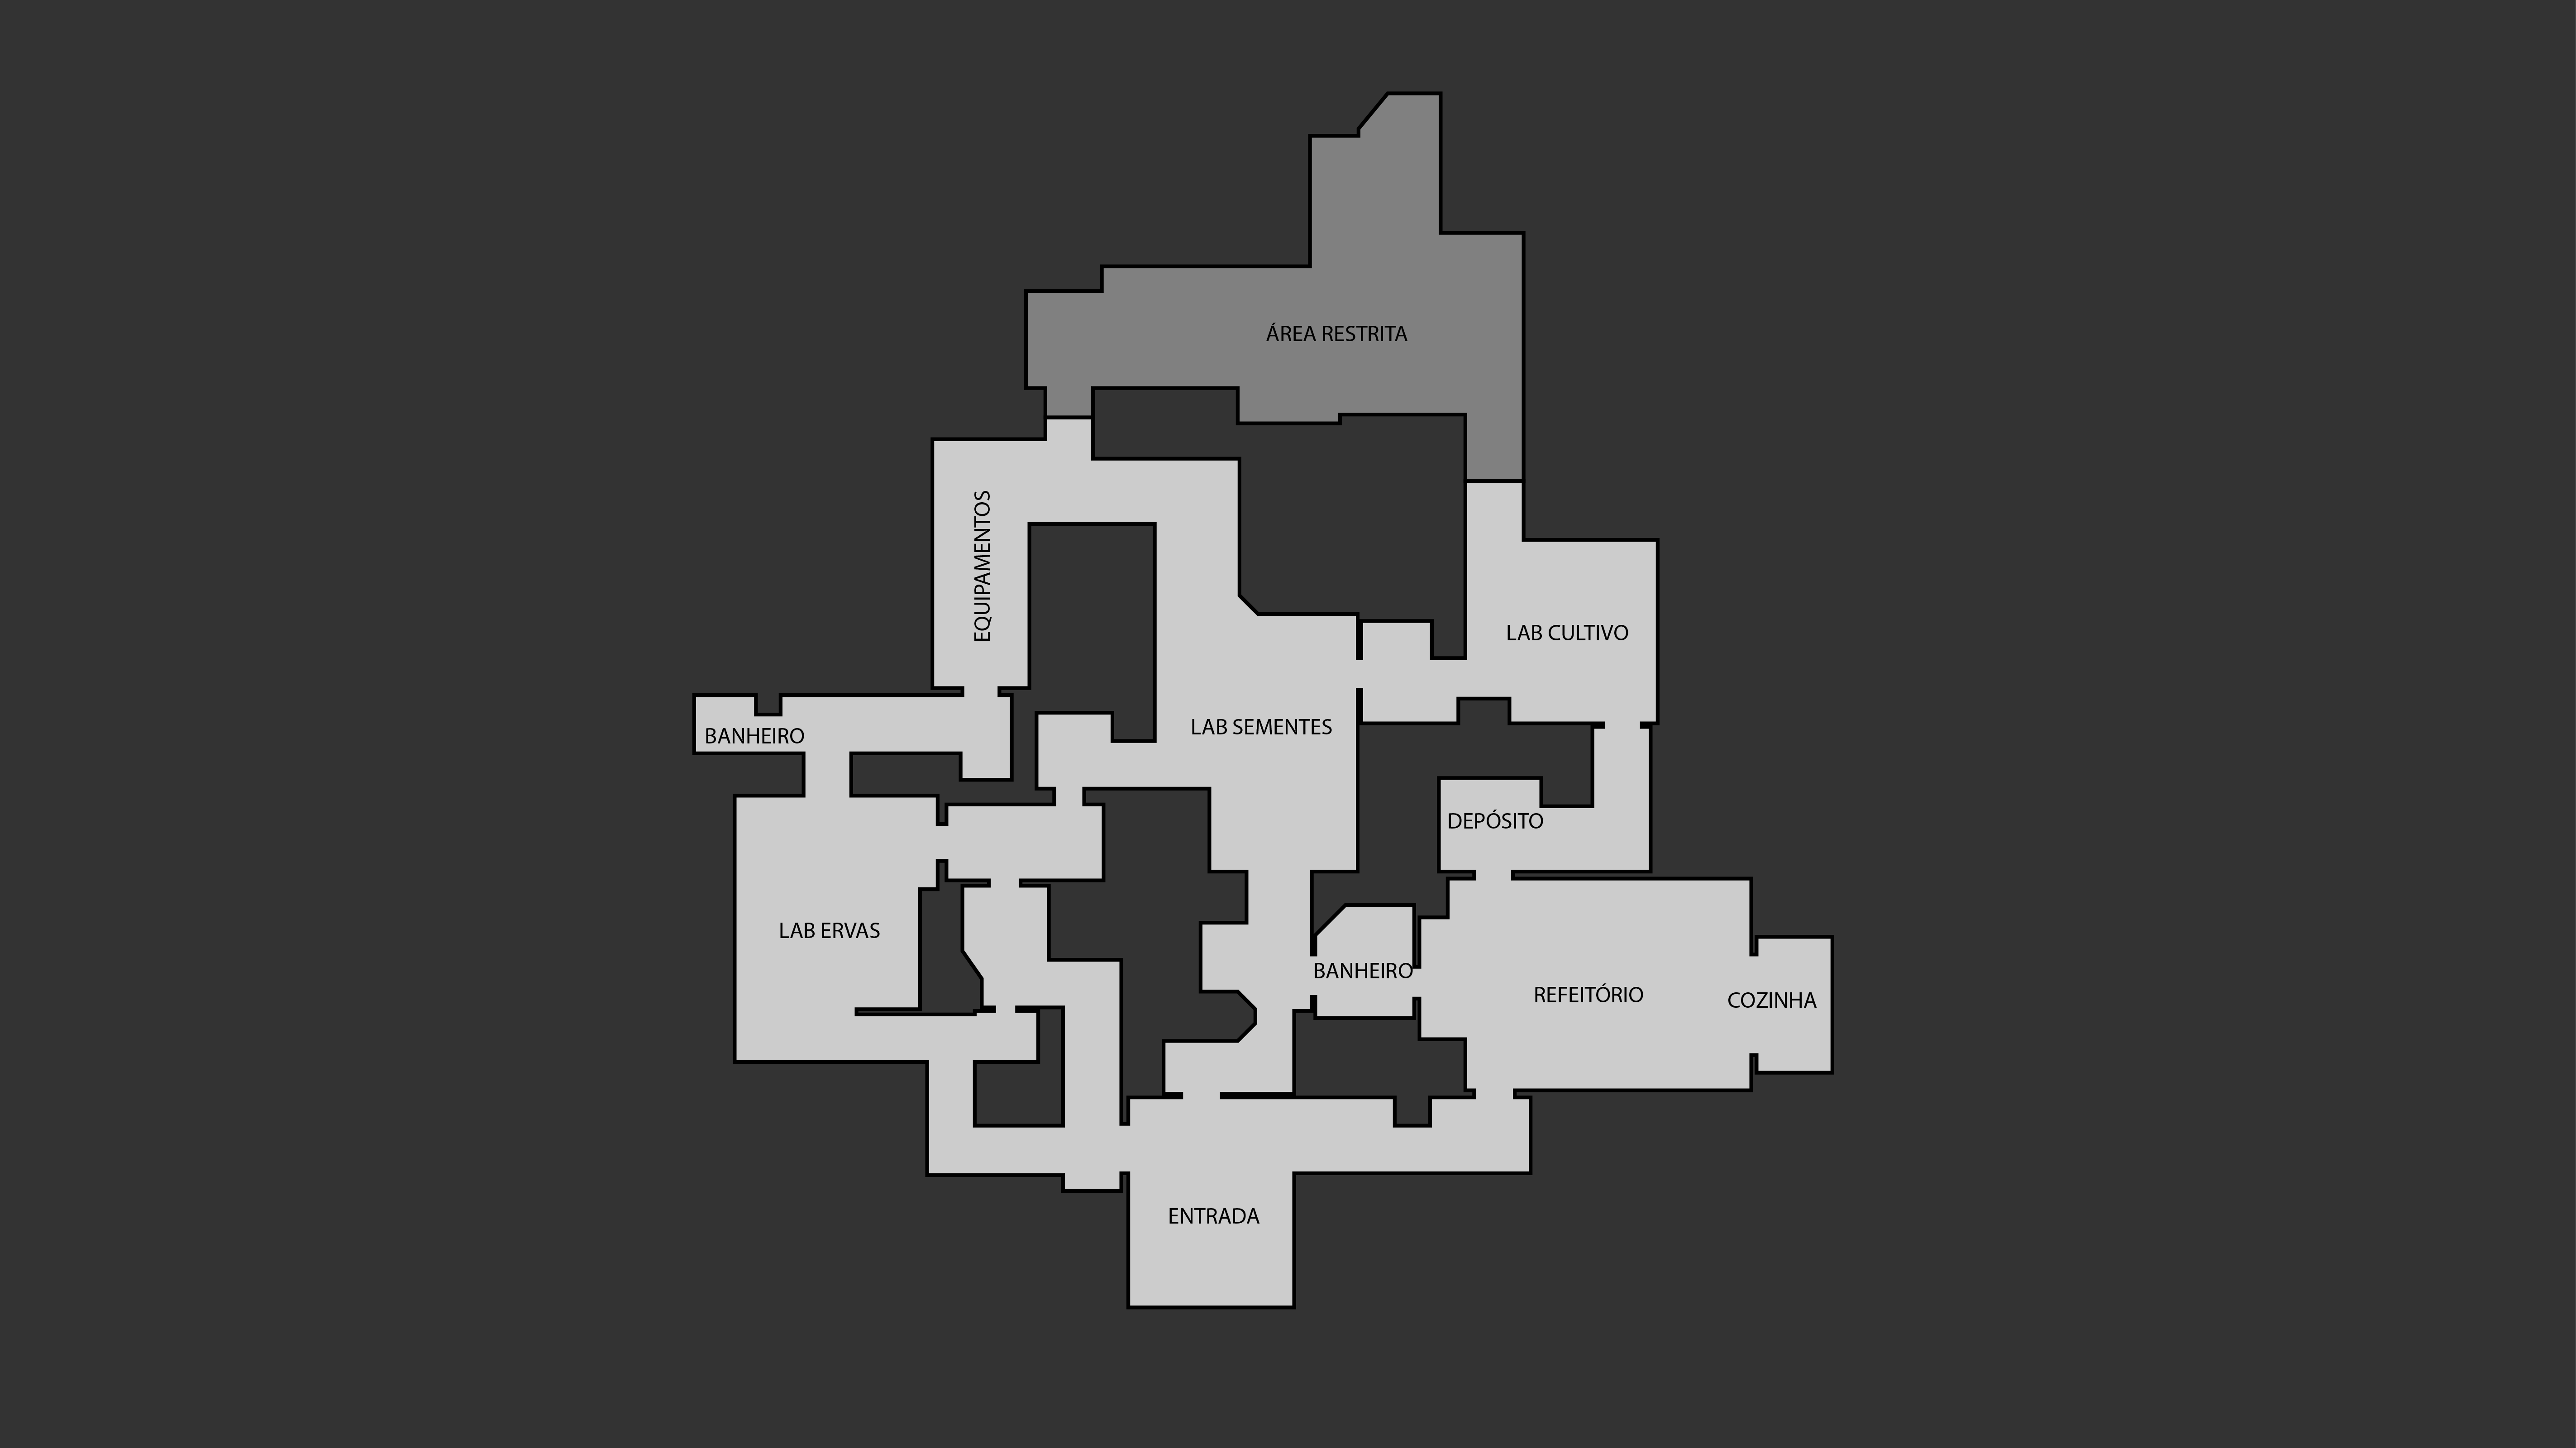 ÁREA RESTRITA
EQUIPAMENTOS
LAB CULTIVO
LAB SEMENTES
BANHEIRO
DEPÓSITO
LAB ERVAS
BANHEIRO
REFEITÓRIO
COZINHA
ENTRADA